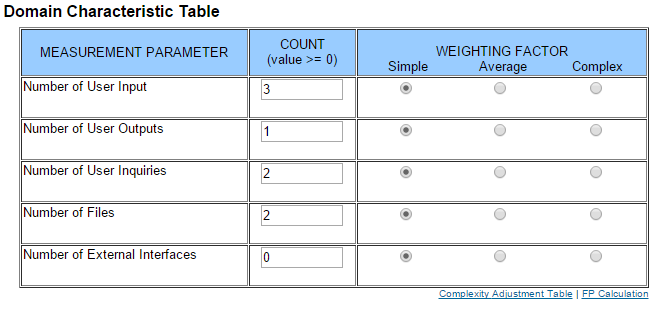 Domain Characteristic Table
MEASUREMENT PARAMETER
COUNT
(value >= 0)
WEIGHTING FACTOR
Simple Average Complex
Number of User Input 3
Number of User Outputs 1
Number of User Inquiries 2
Number of Files 2
Number of External Interfaces 0
Complexity Adjustment Table | FP Calculation